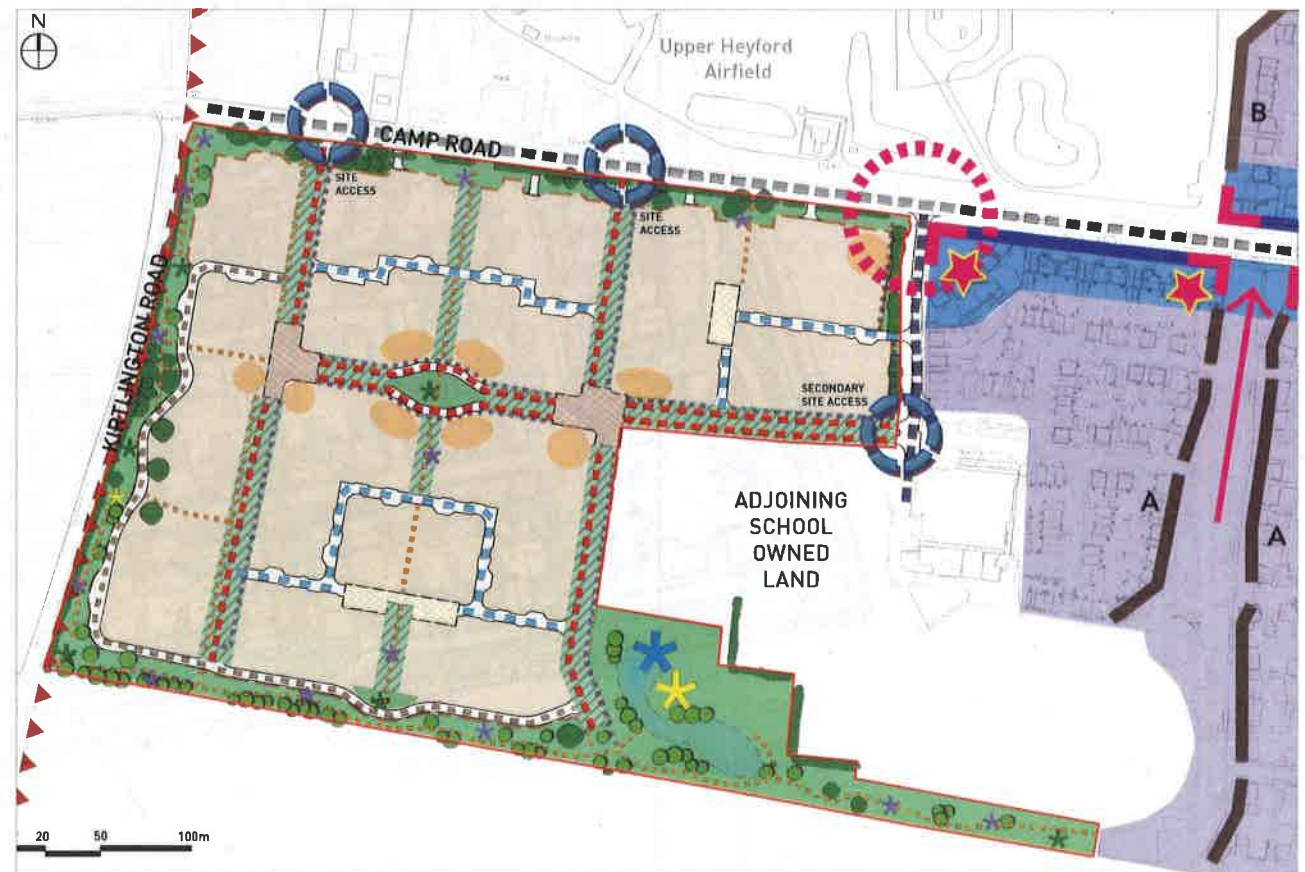 N
Upper Heyford
Airfield
B
CAMP ROAD
SITE
ACCESS
SITE
ACCESS
KIRTLINGTON ROAD
SECONDARY
SITE ACCESS
ADJOINING
SCHOOL
OWNED
LAND
A
A
20 50 100m